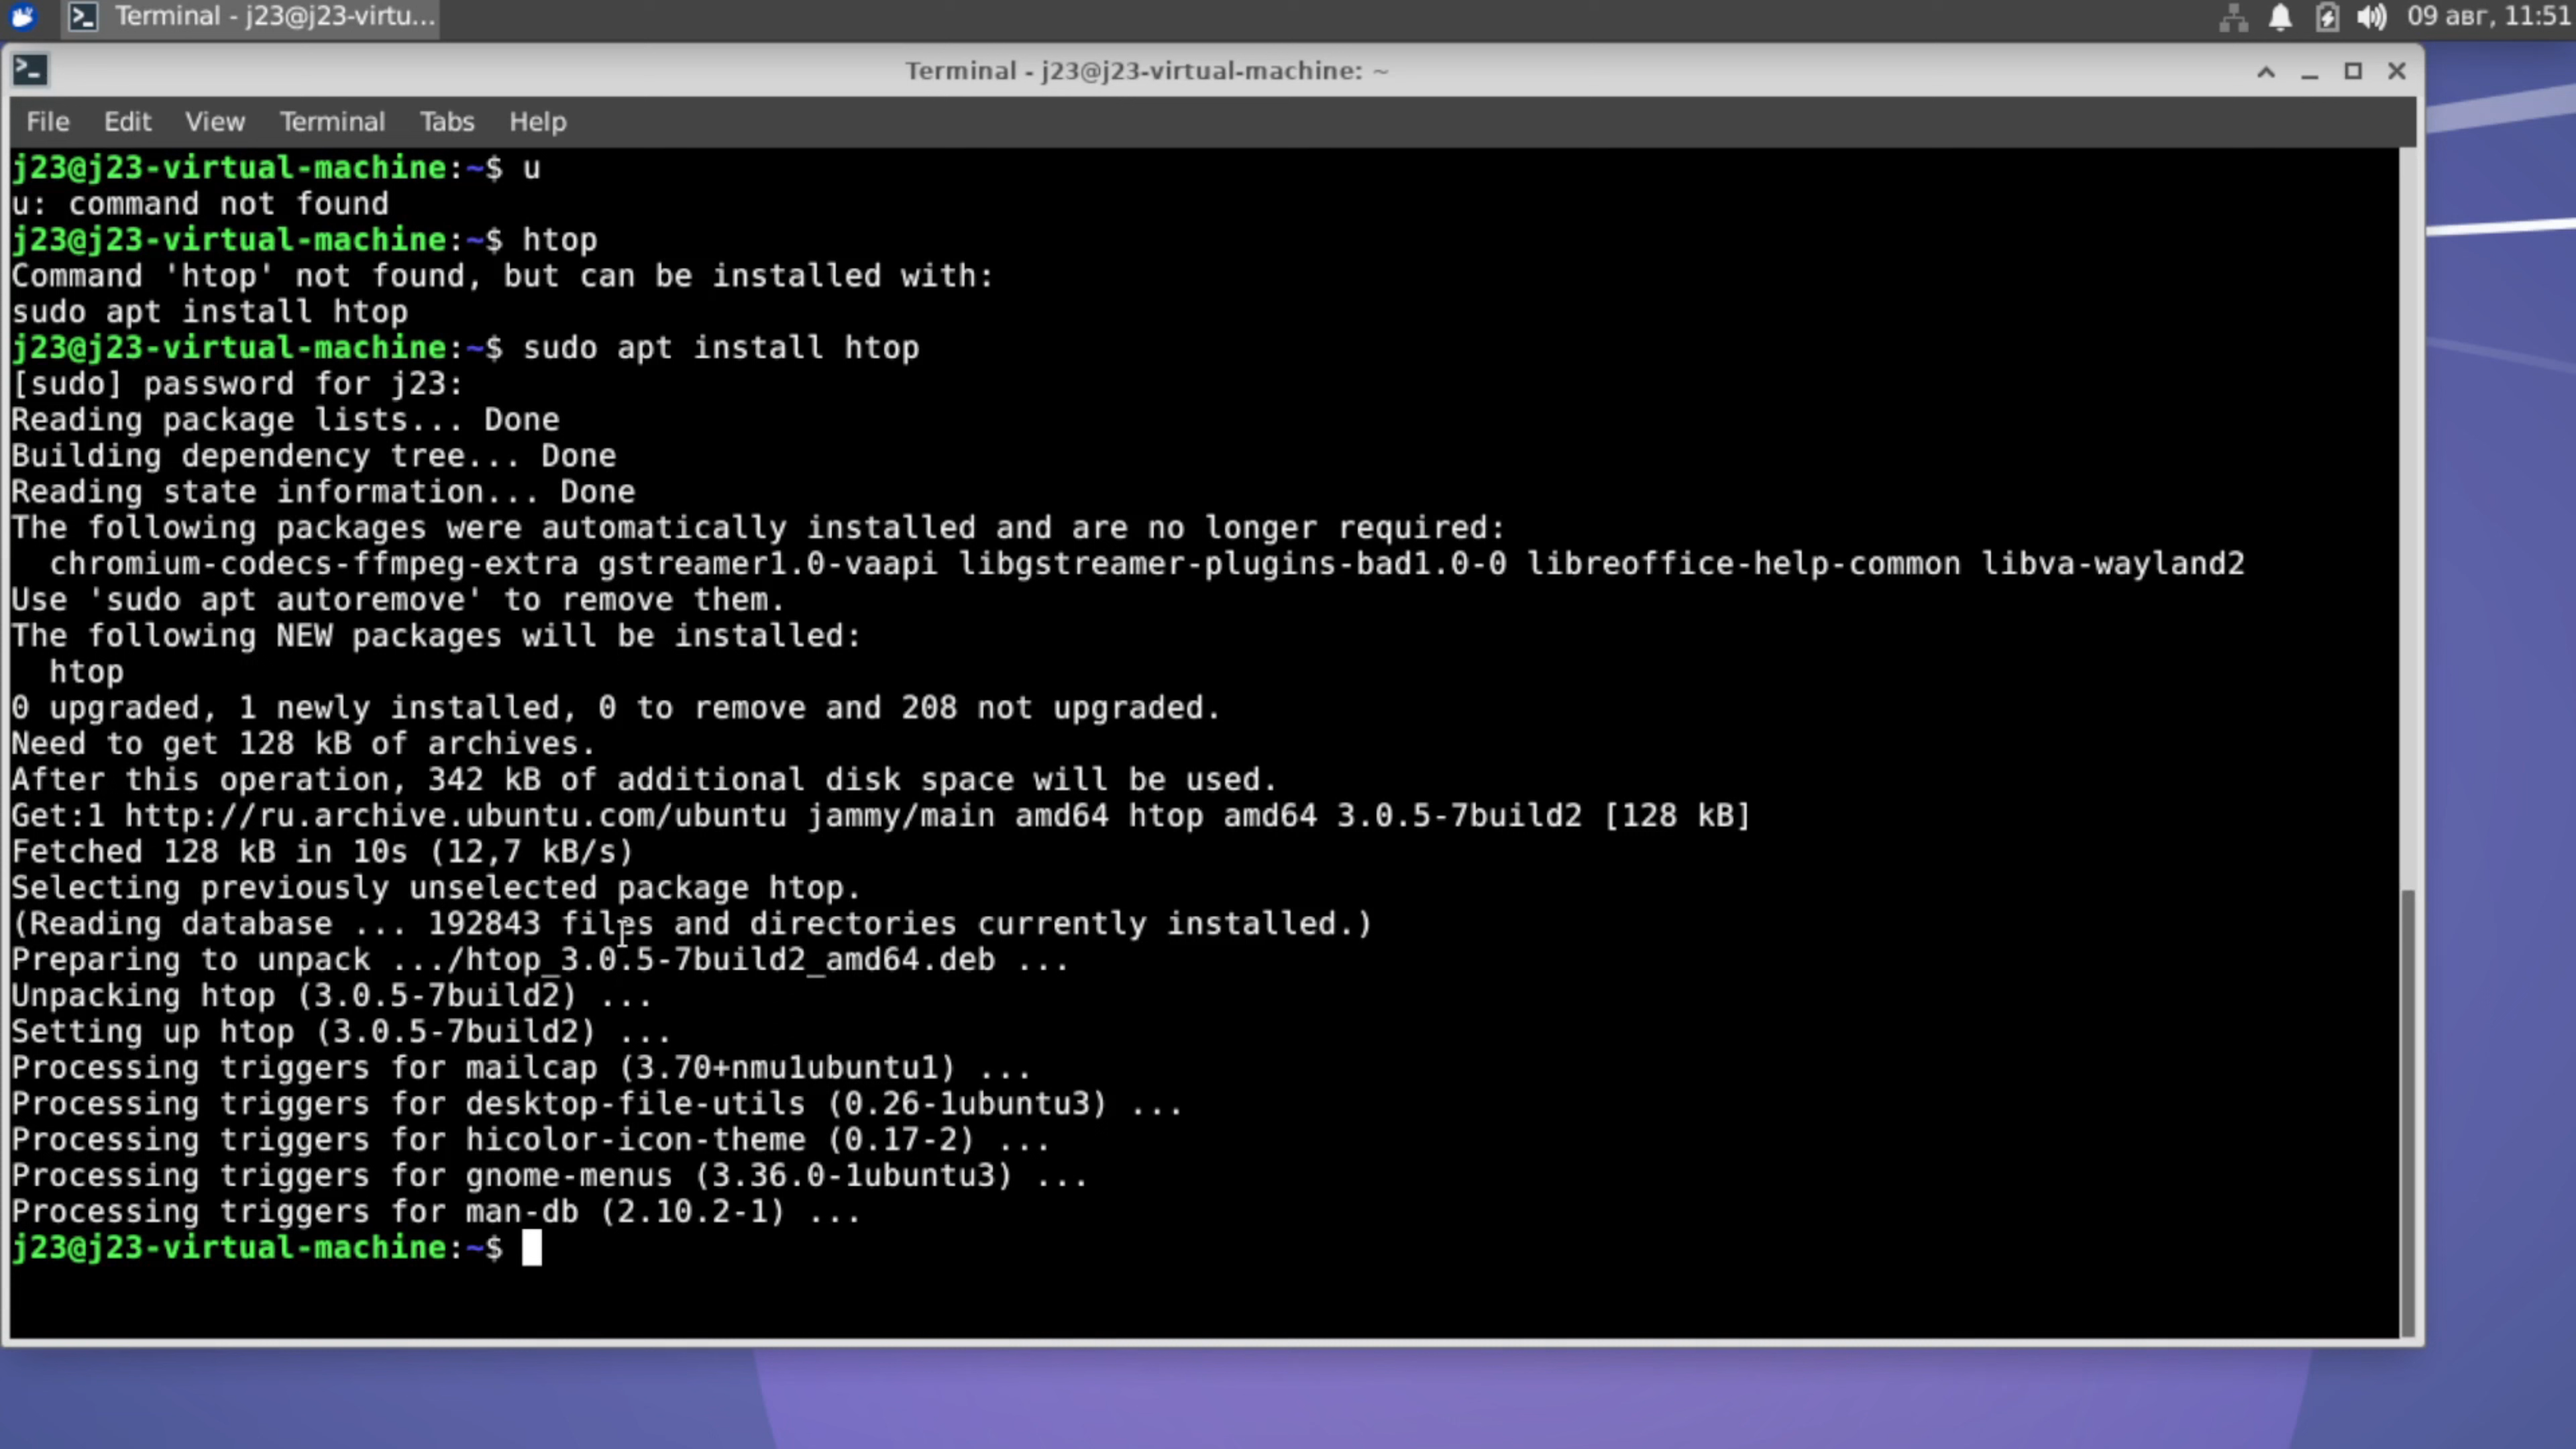 Terminal - j23@j23-virtu...
09 авг, 11:51
Terminal - j23@j23-virtual-machine: ~
File Edit View Terminal Tabs Help
j23@j23-virtual-machine:~$ u
u: command not found
j23@j23-virtual-machine:~$ htop
Command 'htop' not found, but can be installed with:
sudo apt install htop
j23@j23-virtual-machine:~$ sudo apt install htop
[sudo] password for j23:
Reading package lists... Done
Building dependency tree... Done
Reading state information... Done
The following packages were automatically installed and are no longer required:
  chromium-codecs-ffmpeg-extra gstreamer1.0-vaapi libgstreamer-plugins-bad1.0-0 libreoffice-help-common libva-wayland2
Use 'sudo apt autoremove' to remove them.
The following NEW packages will be installed:
  htop
0 upgraded, 1 newly installed, 0 to remove and 208 not upgraded.
Need to get 128 kB of archives.
After this operation, 342 kB of additional disk space will be used.
Get:1 http://ru.archive.ubuntu.com/ubuntu jammy/main amd64 htop amd64 3.0.5-7build2 [128 kB]
Fetched 128 kB in 10s (12,7 kB/s)
Selecting previously unselected package htop.
(Reading database ... 192843 files and directories currently installed.)
Preparing to unpack .../htop_3.0.5-7build2_amd64.deb ...
Unpacking htop (3.0.5-7build2) ...
Setting up htop (3.0.5-7build2) ...
Processing triggers for mailcap (3.70+nmu1ubuntu1) ...
Processing triggers for desktop-file-utils (0.26-1ubuntu3) ...
Processing triggers for hicolor-icon-theme (0.17-2) ...
Processing triggers for gnome-menus (3.36.0-1ubuntu3) ...
Processing triggers for man-db (2.10.2-1) ...
j23@j23-virtual-machine:~$